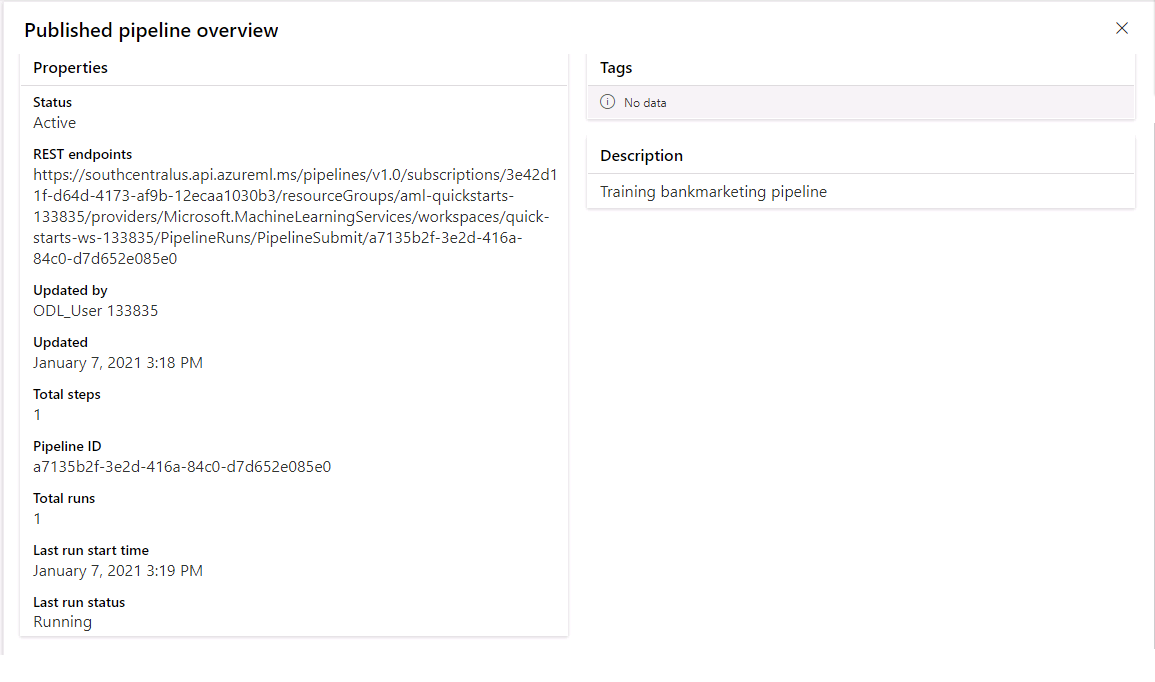 Published pipeline overview
Properties
Status
Active
REST endpoints
https://southcentralus.api.azureml.ms/pipelines/v1.0/subscriptions/3e42d1
1f-d64d-4173-af9b-12ecaa1030b3/resourceGroups/aml-quickstarts-
133835/providers/Microsoft.MachineLearningServices/workspaces/quick-
starts-ws-133835/PipelineRuns/PipelineSubmit/a7135b2f-3e2d-416a-
84c0-d7d652e085e0
Updated by
ODL_User 133835
Updated
January 7, 2021 3:18 PM
Total steps
1
Pipeline ID
a7135b2f-3e2d-416a-84c0-d7d652e085e0
Total runs
1
Last run start time
January 7, 2021 3:19 PM
Last run status
Running
Tags
No data
Description
Training bankmarketing pipeline